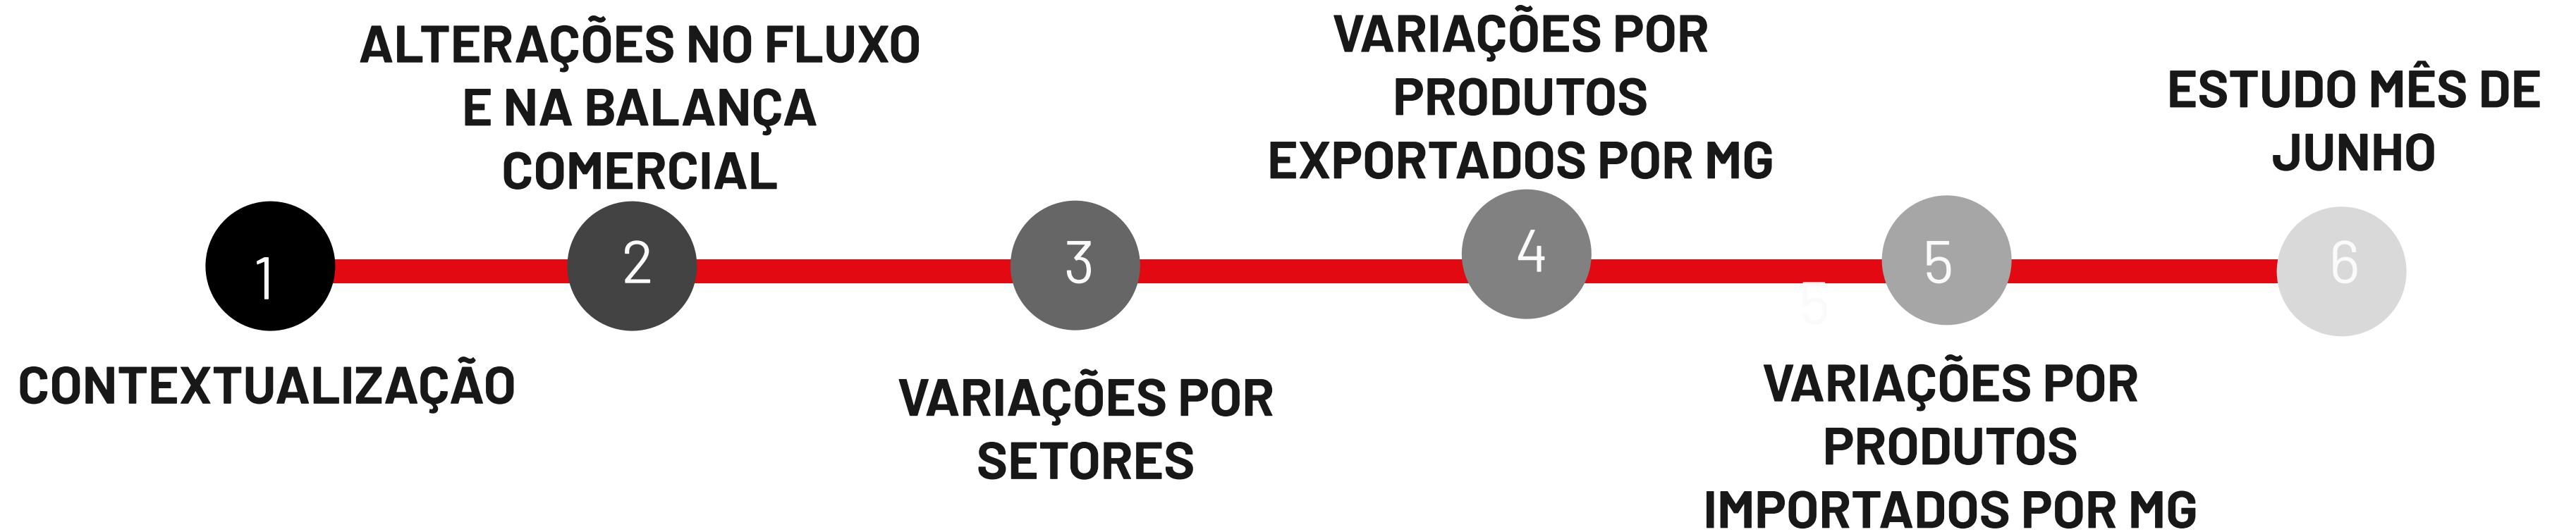 1
CONTEXTUALIZAÇÃO
ALTERAÇÕES NO FLUXO
E NA BALANÇA
COMERCIAL
2
3
VARIAÇÕES POR
SETORES
VARIAÇÕES POR
PRODUTOS
EXPORTADOS POR MG
4
5
5
VARIAÇÕES POR
PRODUTOS
IMPORTADOS POR MG
ESTUDO MÊS DE
JUNHO
6